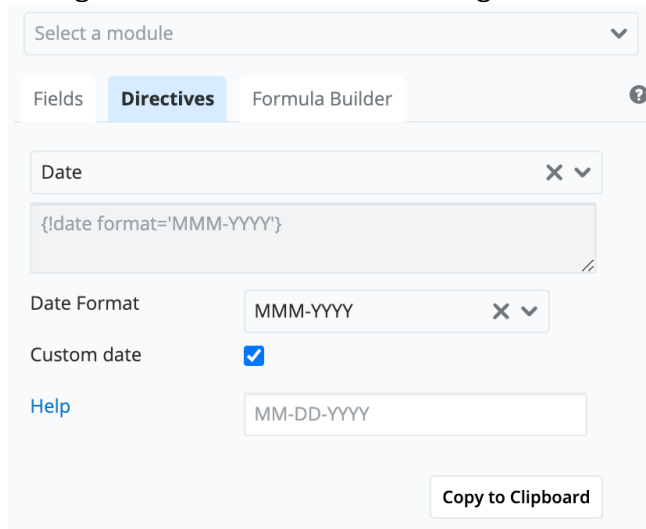 Select a module
Fields Directives Formula Builder
Date
{!date format='MMM-YYYY'}
Date Format MMM-YYYY
Custom date
Help MM-DD-YYYY
Copy to Clipboard